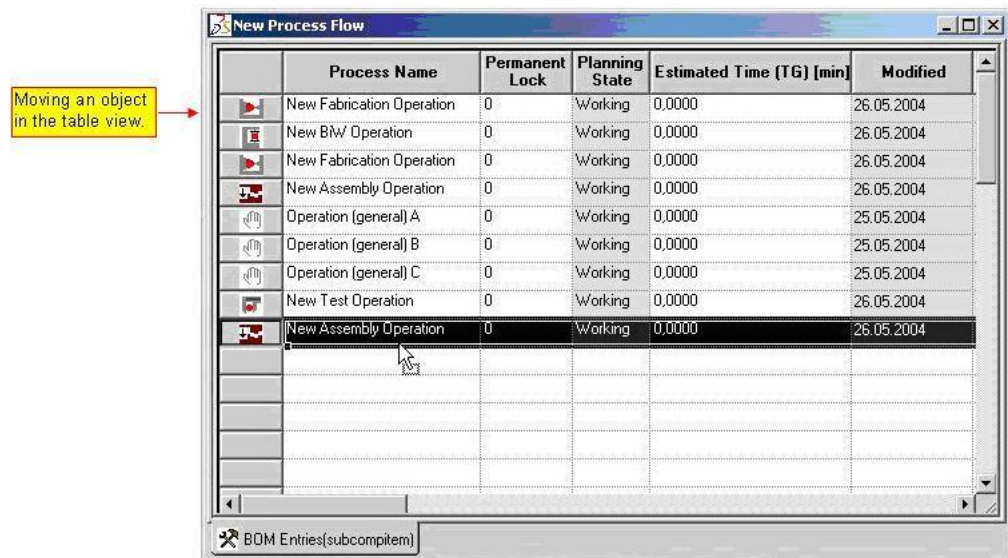 New Process Flow
Moving an object
in the table view.
Process Name Permanent Lock Planning State Estimated Time (TG) [min] Modified
New Fabrication Operation 0 Working 0,0000 26.05.2004
New BiW Operation 0 Working 0,0000 26.05.2004
New Fabrication Operation 0 Working 0,0000 26.05.2004
New Assembly Operation 0 Working 0,0000 26.05.2004
Operation (general) A 0 Working 0,0000 25.05.2004
Operation (general) B 0 Working 0,0000 25.05.2004
Operation (general) C 0 Working 0,0000 25.05.2004
New Test Operation 0 Working 0,0000 26.05.2004
New Assembly Operation 0 Working 0,0000 26.05.2004
BOM Entries(subcompitem)